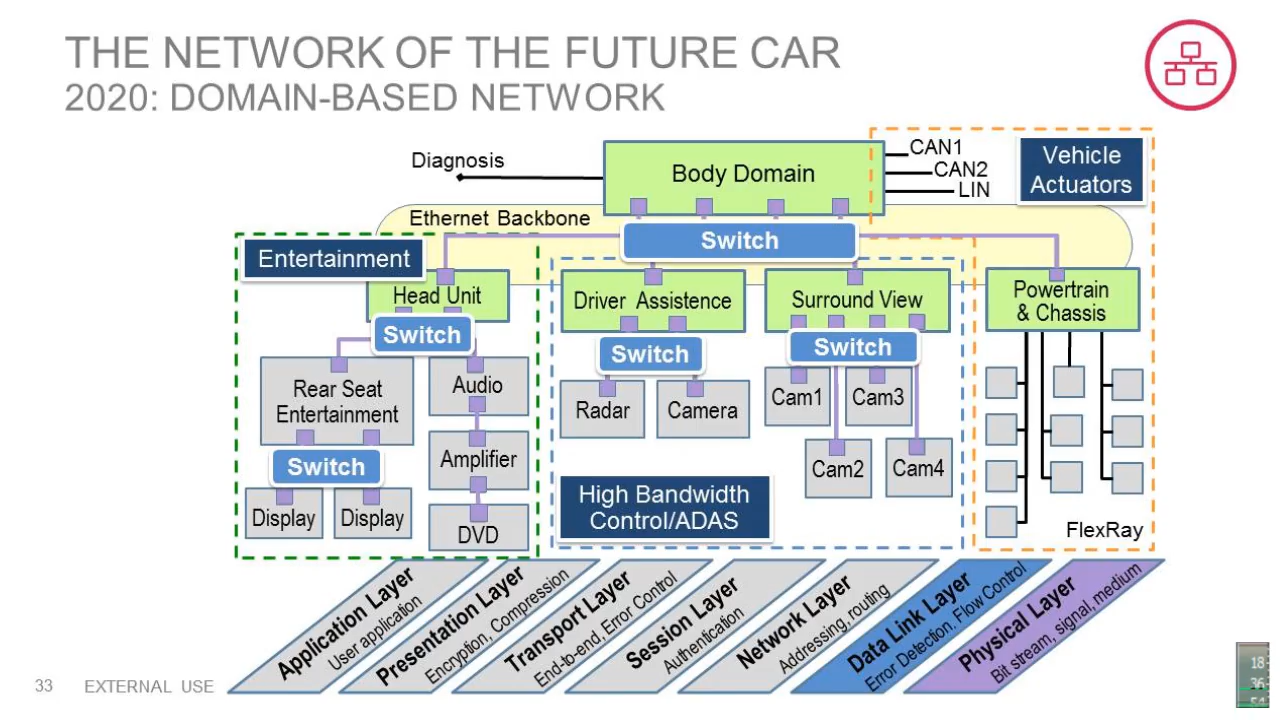 THE NETWORK OF THE FUTURE CAR
2020: DOMAIN-BASED NETWORK
Diagnosis
Body Domain
CAN1
CAN2
LIN
Vehicle
Actuators
Ethernet Backbone
Switch
Entertainment
Head Unit
Switch
Driver Assistence
Switch
Surround View
Switch
Powertrain
& Chassis
Rear Seat
Entertainment
Audio
Radar
Camera
Cam1
Cam3
Switch
Amplifier
Cam2
Cam4
Display
Display
DVD
High Bandwidth
Control/ADAS
FlexRay
Application Layer
User application
Presentation Layer
Encryption, Compression
Transport Layer
End-to-end, Error Control
Session Layer
Authentication
Network Layer
Addressing, routing
Data Link Layer
Error Detection. Flow Control
Physical Layer
Bit stream, signal, medium
33
EXTERNAL USE
18-
36-
54-